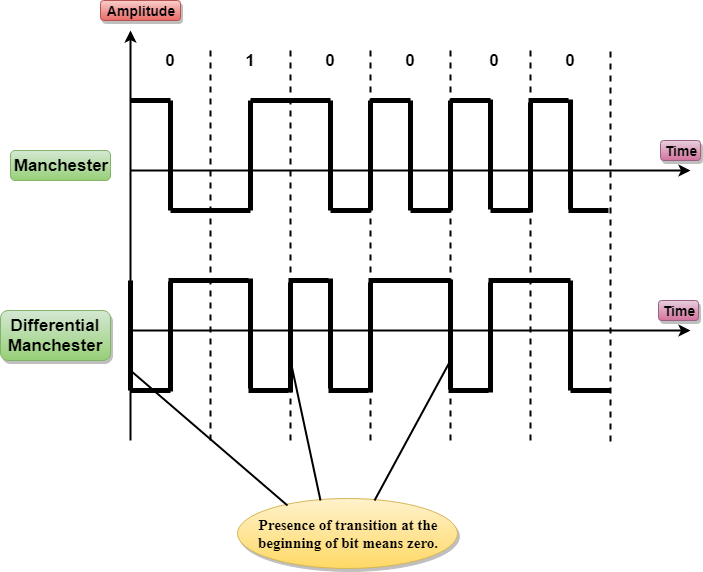 Amplitude
0 1 0 0 0 0
Manchester
Time
Differential
Manchester
Time
Presence of transition at the
beginning of bit means zero.